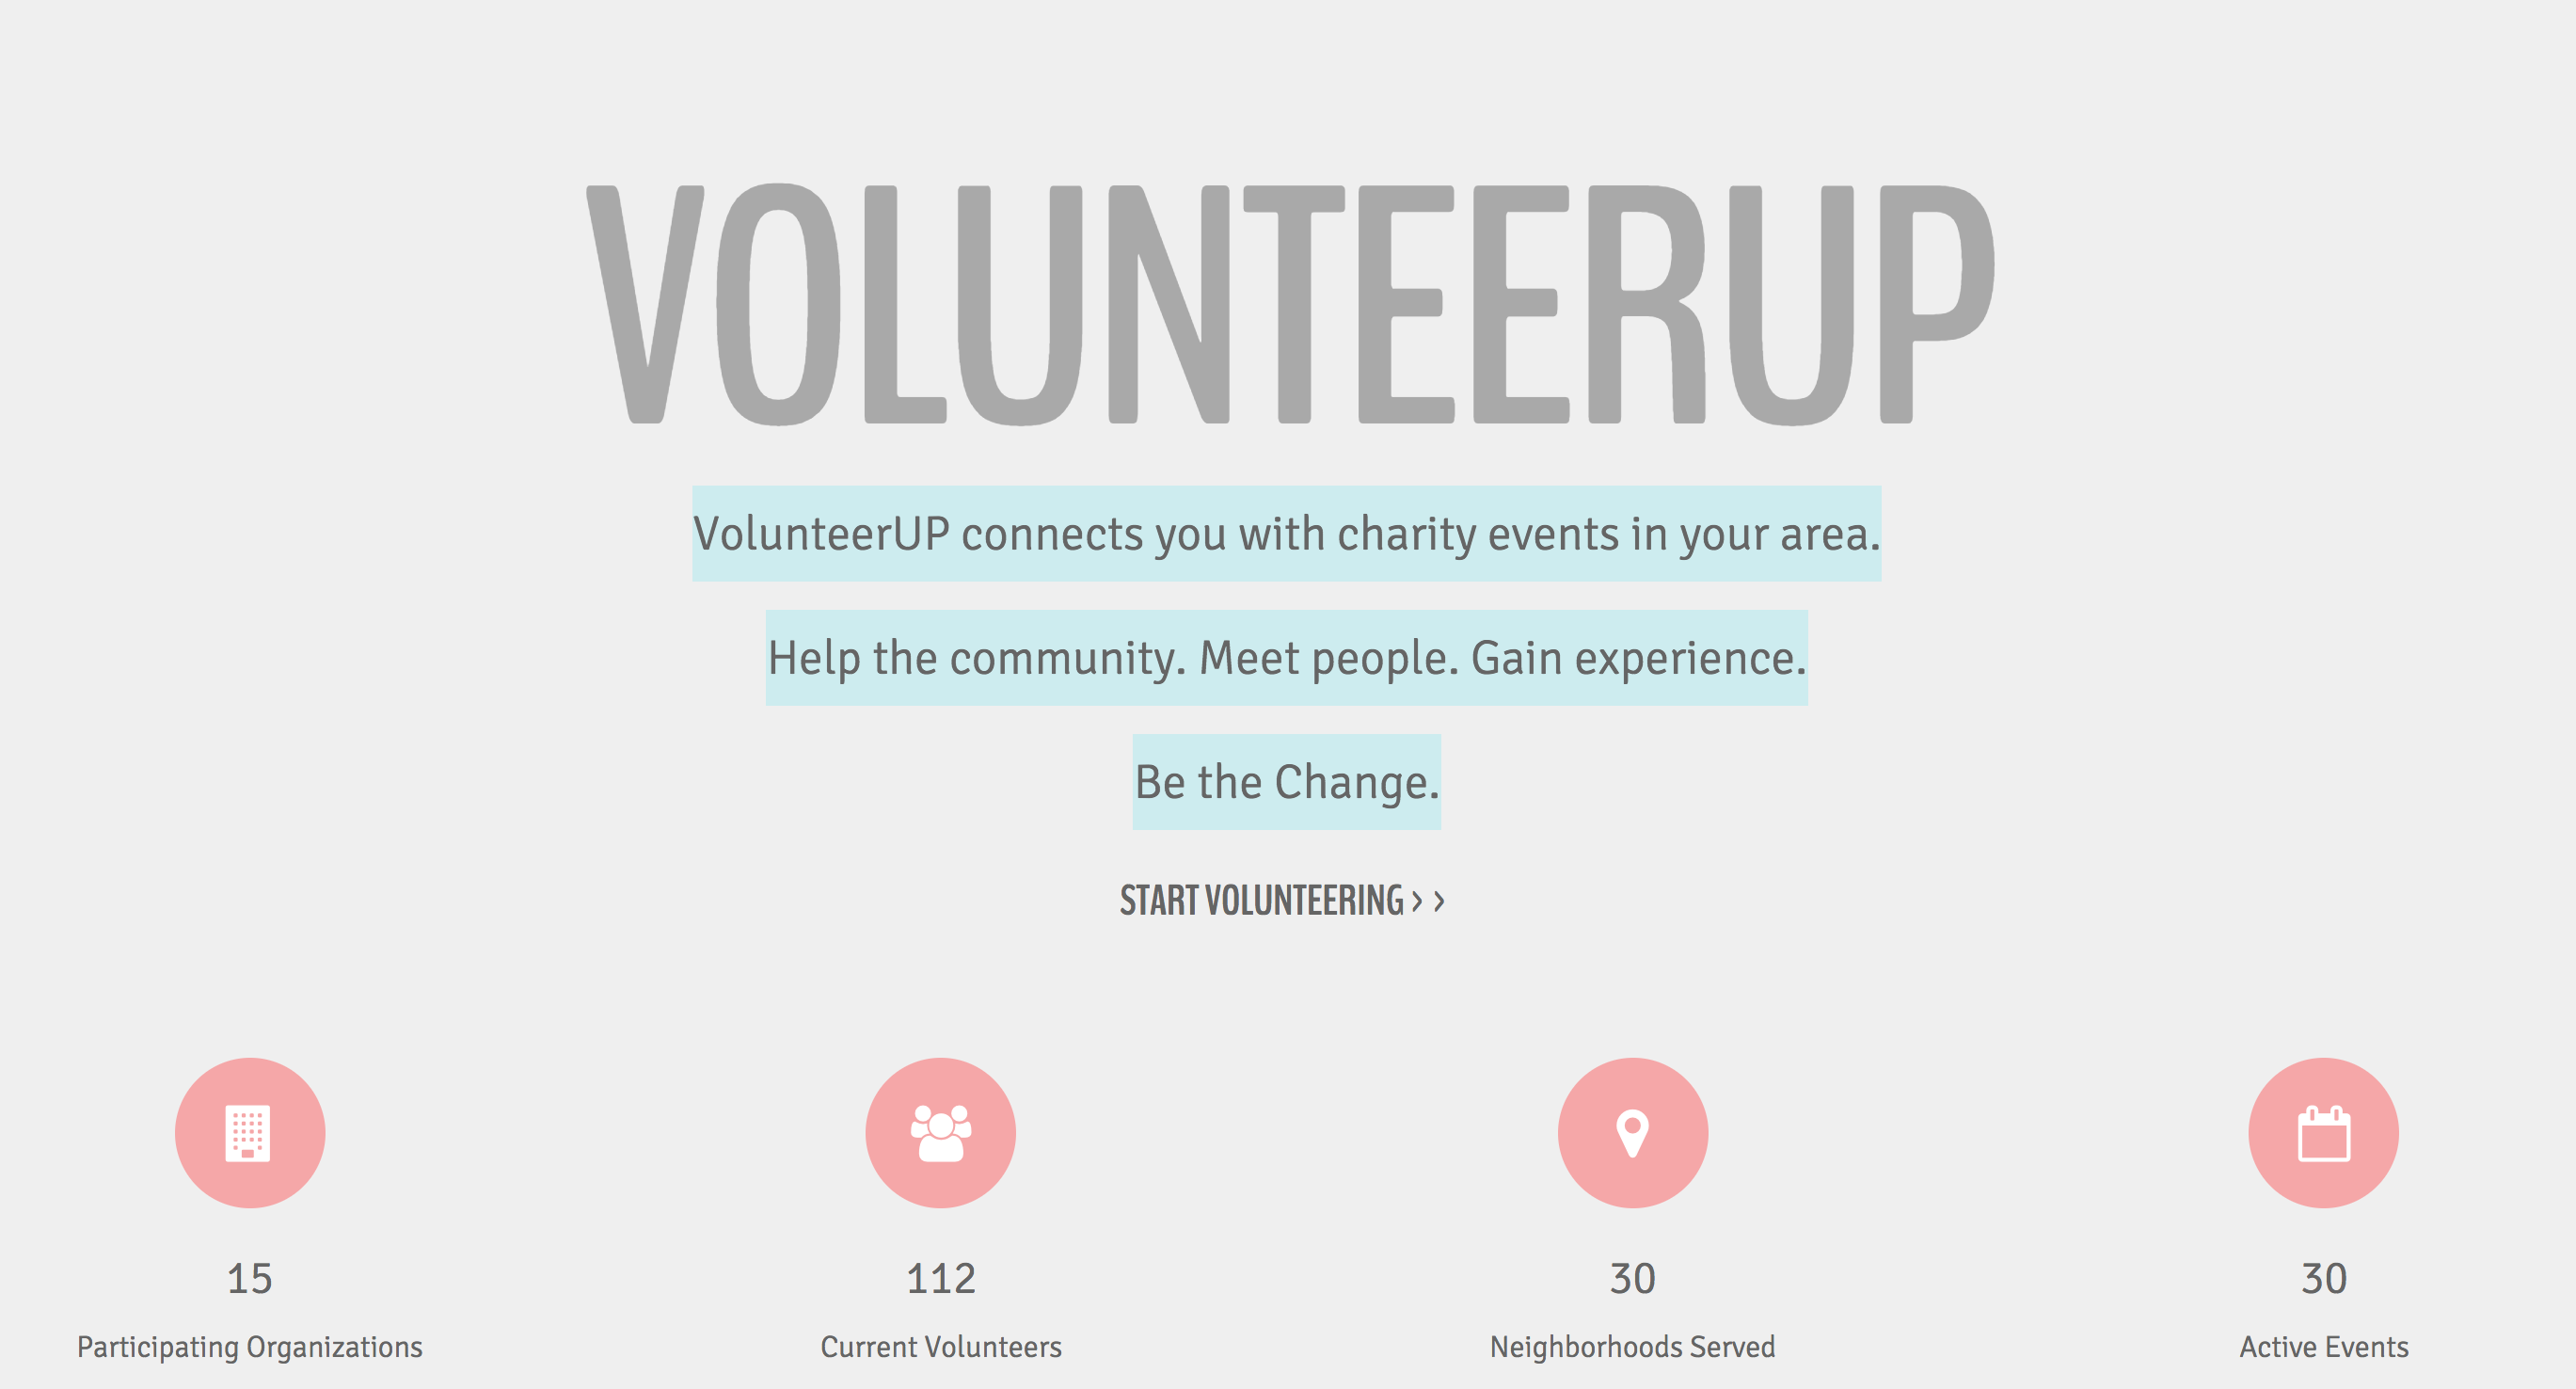 VOLUNTEERUP
VolunteerUP connects you with charity events in your area.
Help the community. Meet people. Gain experience.
Be the Change.
START VOLUNTEERING > >
15
Participating Organizations
112
Current Volunteers
30
Neighborhoods Served
30
Active Events